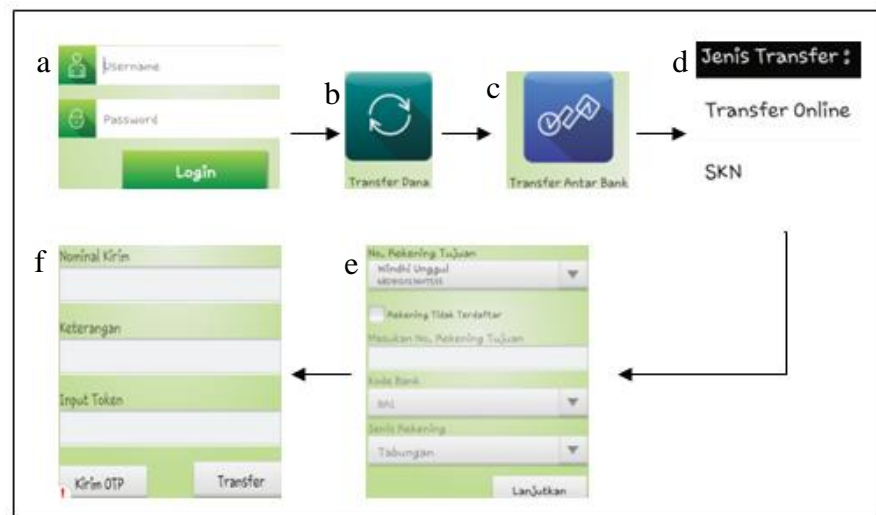 a
Username
Password
Login
b
Transfer Dana
c
Transfer Antar Bank
d
Jenis Transfer :
Transfer Online
SKN
e
No. Rekening Tujuan
Windhi Unggul
Rekening Tidak Terdaftar
Masukan No. Rekening Tujuan
Kode Bank
BNI
Jenis Rekening
Tabungan
Lanjutkan
f
Nominal Kirim
Keterangan
Input Token
! Kirim OTP
Transfer